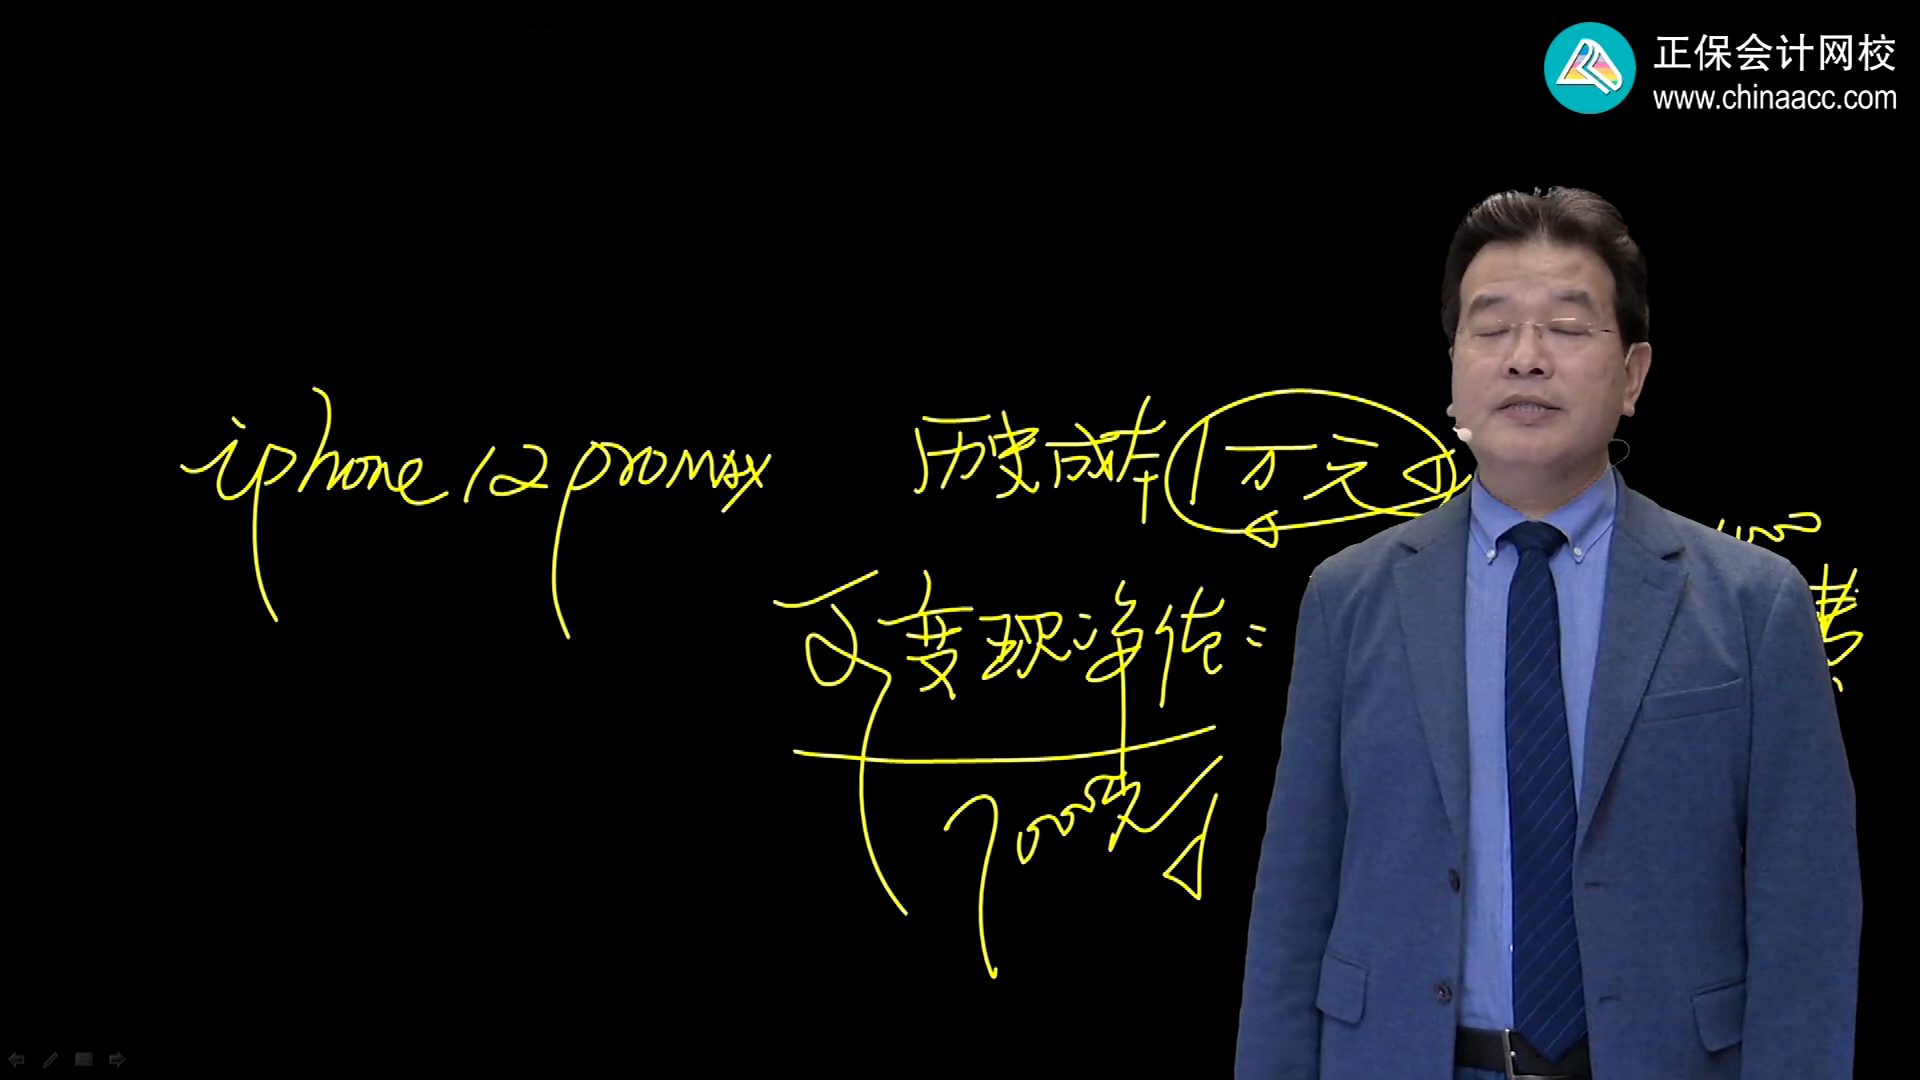 正保会计网校
www.chinaacc.com
iphone 12 promax
历史成本 1万元
可变现净值=
费
7000元